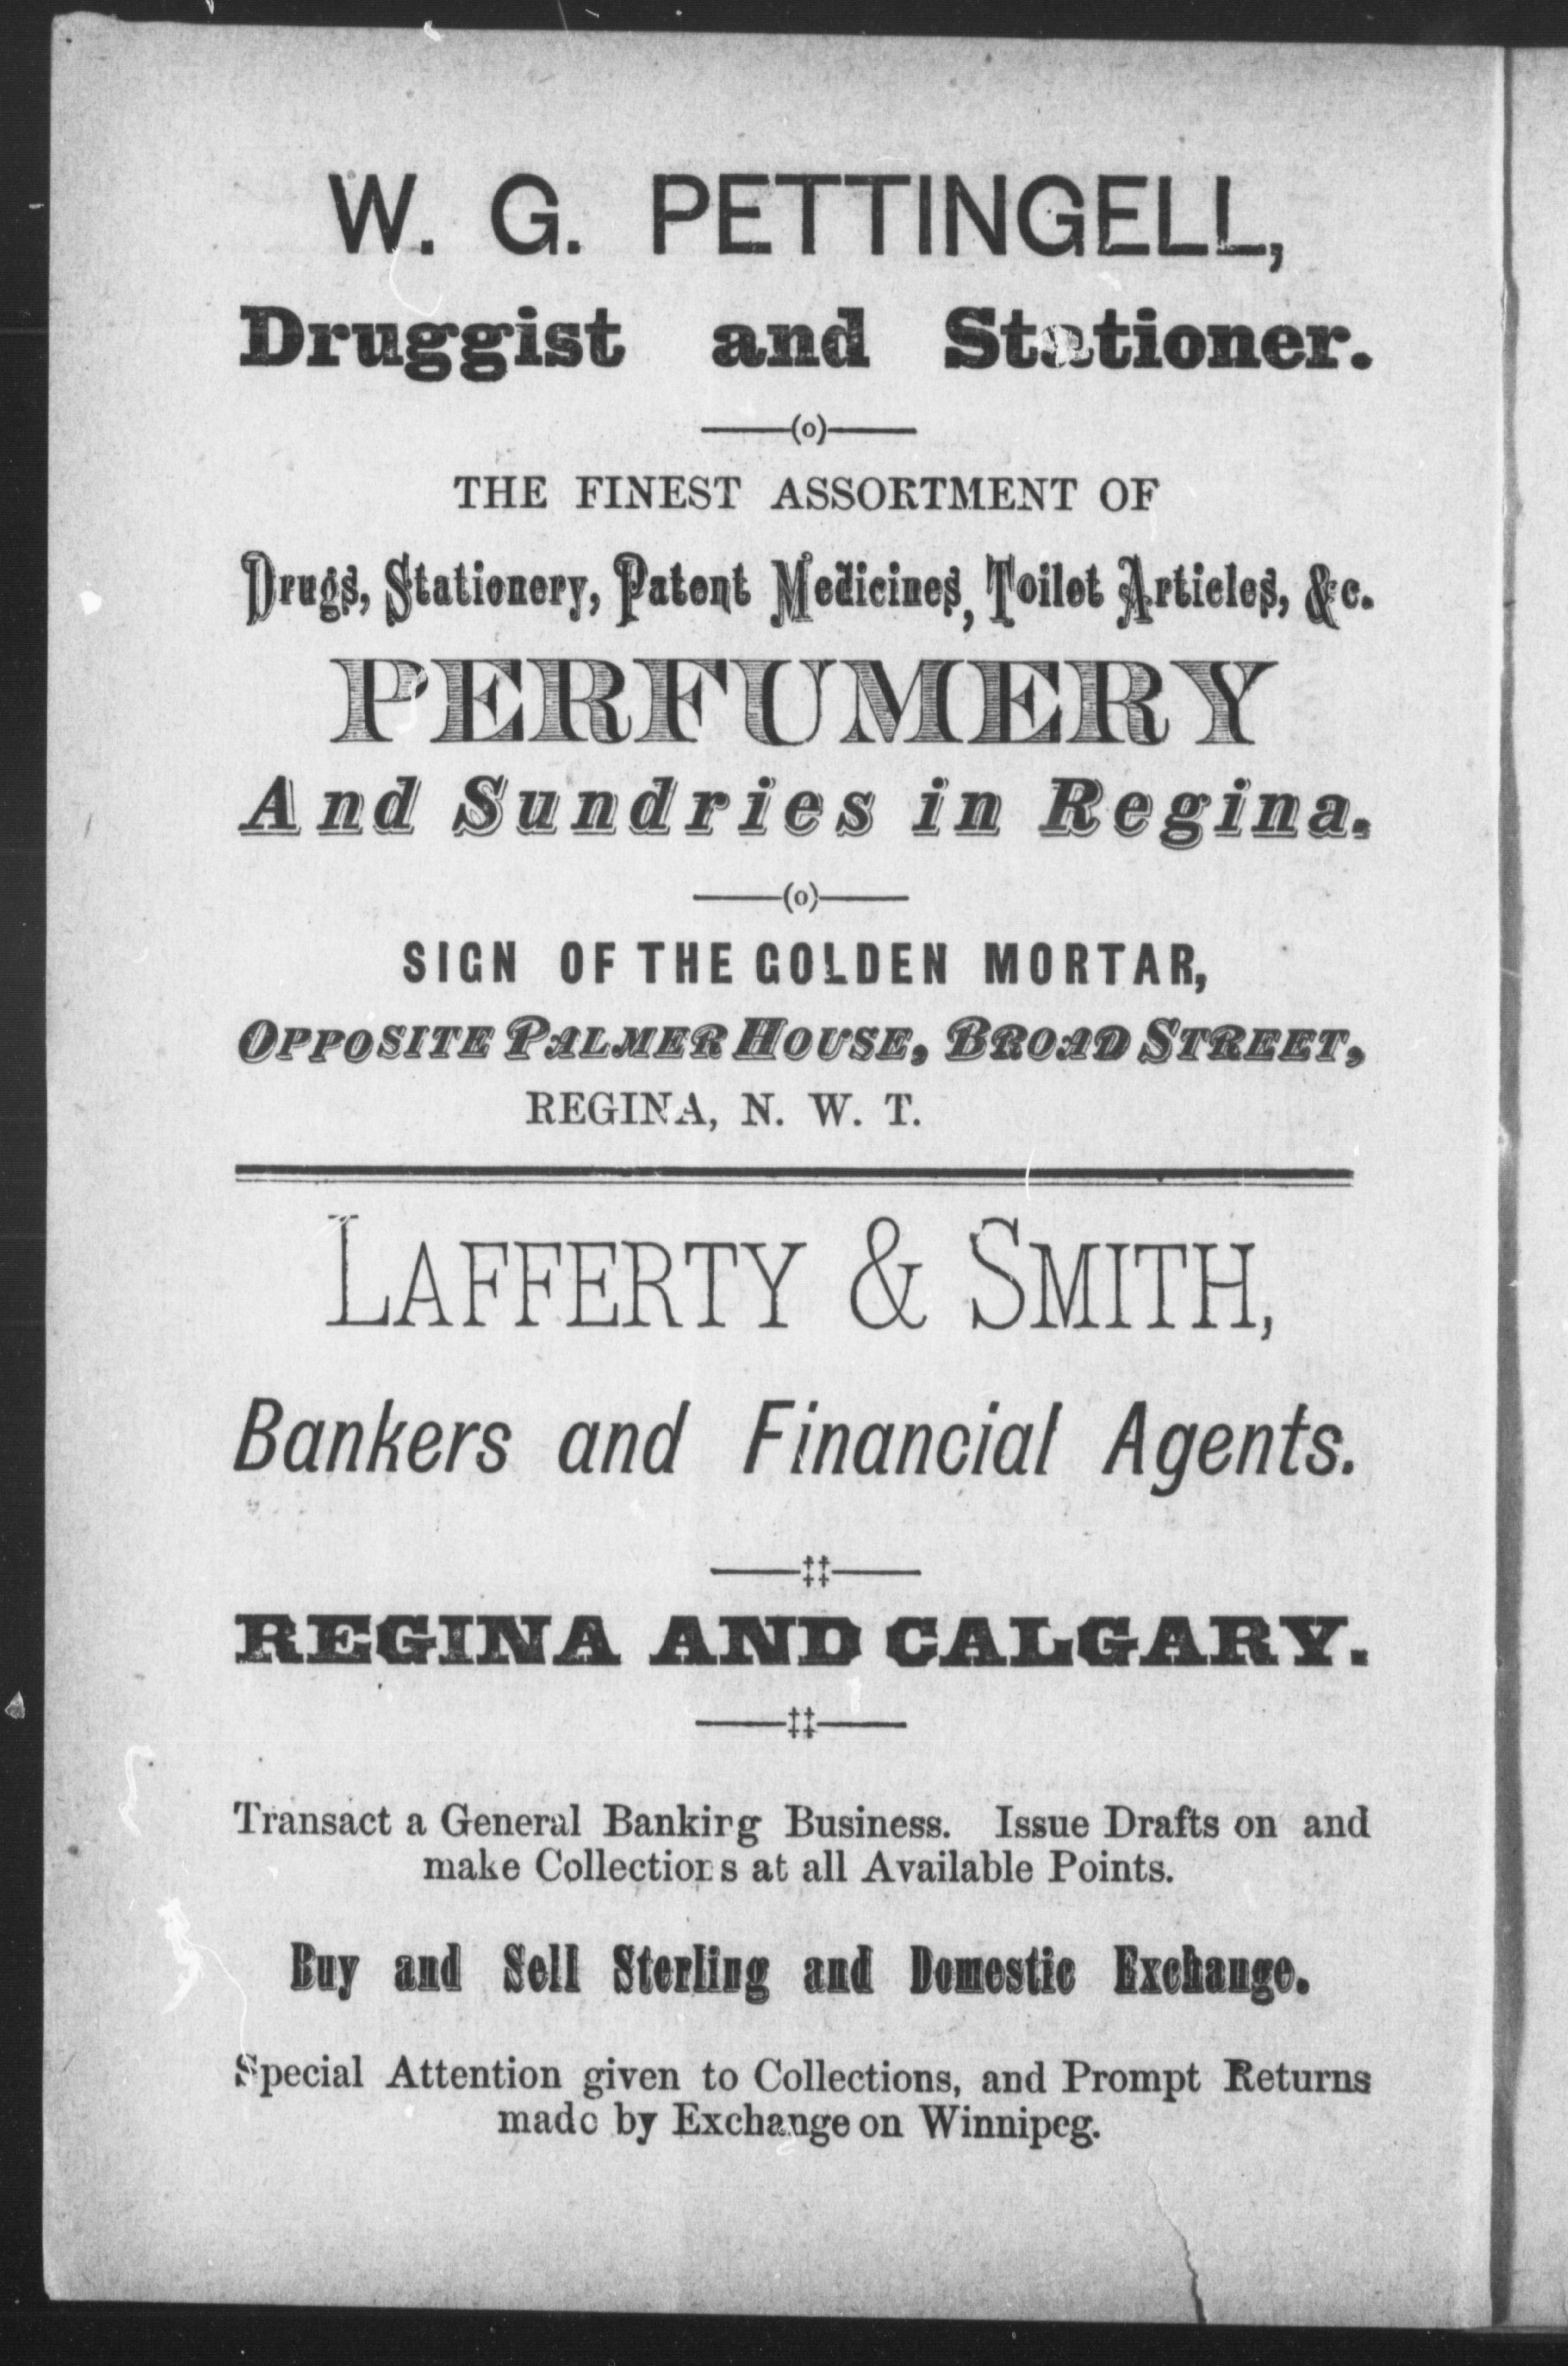 W. G. PETTINGELL,
Druggist and Stationer.
——(o)——
THE FINEST ASSORTMENT OF
Drugs, Stationery, Patent Medicines, Toilet Articles, &c.
PERFUMERY
And Sundries in Regina.
——(o)——
SIGN OF THE GOLDEN MORTAR,
OPPOSITE PALMER HOUSE, BROAD STREET,
REGINA, N. W. T.
LAFFERTY & SMITH,
Bankers and Financial Agents.
——‡‡——
REGINA AND CALGARY.
——‡‡——
Transact a General Banking Business. Issue Drafts on and
make Collections at all Available Points.
Buy and Sell Sterling and Domestic Exchange.
Special Attention given to Collections, and Prompt Returns
made by Exchange on Winnipeg.